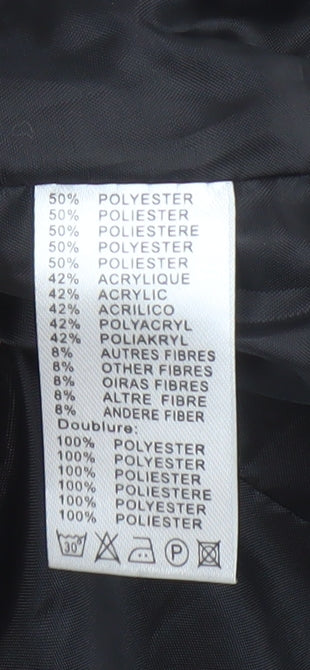 50% POLYESTER
50% POLIESTER
50% POLIESTERE
50% POLYESTER
50% POLIESTER
42% ACRYLIQUE
42% ACRYLIC
42% ACRILICO
42% POLYACRYL
42% POLIAKRYL
8% AUTRES FIBRES
8% OTHER FIBRES
8% OIRAS FIBRES
8% ALTRE FIBRE
8% ANDERE FIBER
Doublure:
100% POLYESTER
100% POLYESTER
100% POLIESTER
100% POLIESTERE
100% POLYESTER
100% POLIESTER
30° P